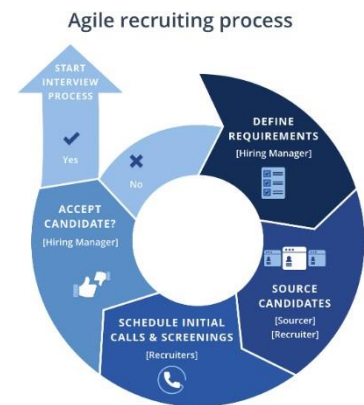 Agile recruiting process
START
INTERVIEW
PROCESS
Yes
No
DEFINE
REQUIREMENTS
[Hiring Manager]
SOURCE
CANDIDATES
[Sourcer]
[Recruiter]
SCHEDULE INITIAL
CALLS & SCREENINGS
[Recruiters]
ACCEPT
CANDIDATE?
[Hiring Manager]